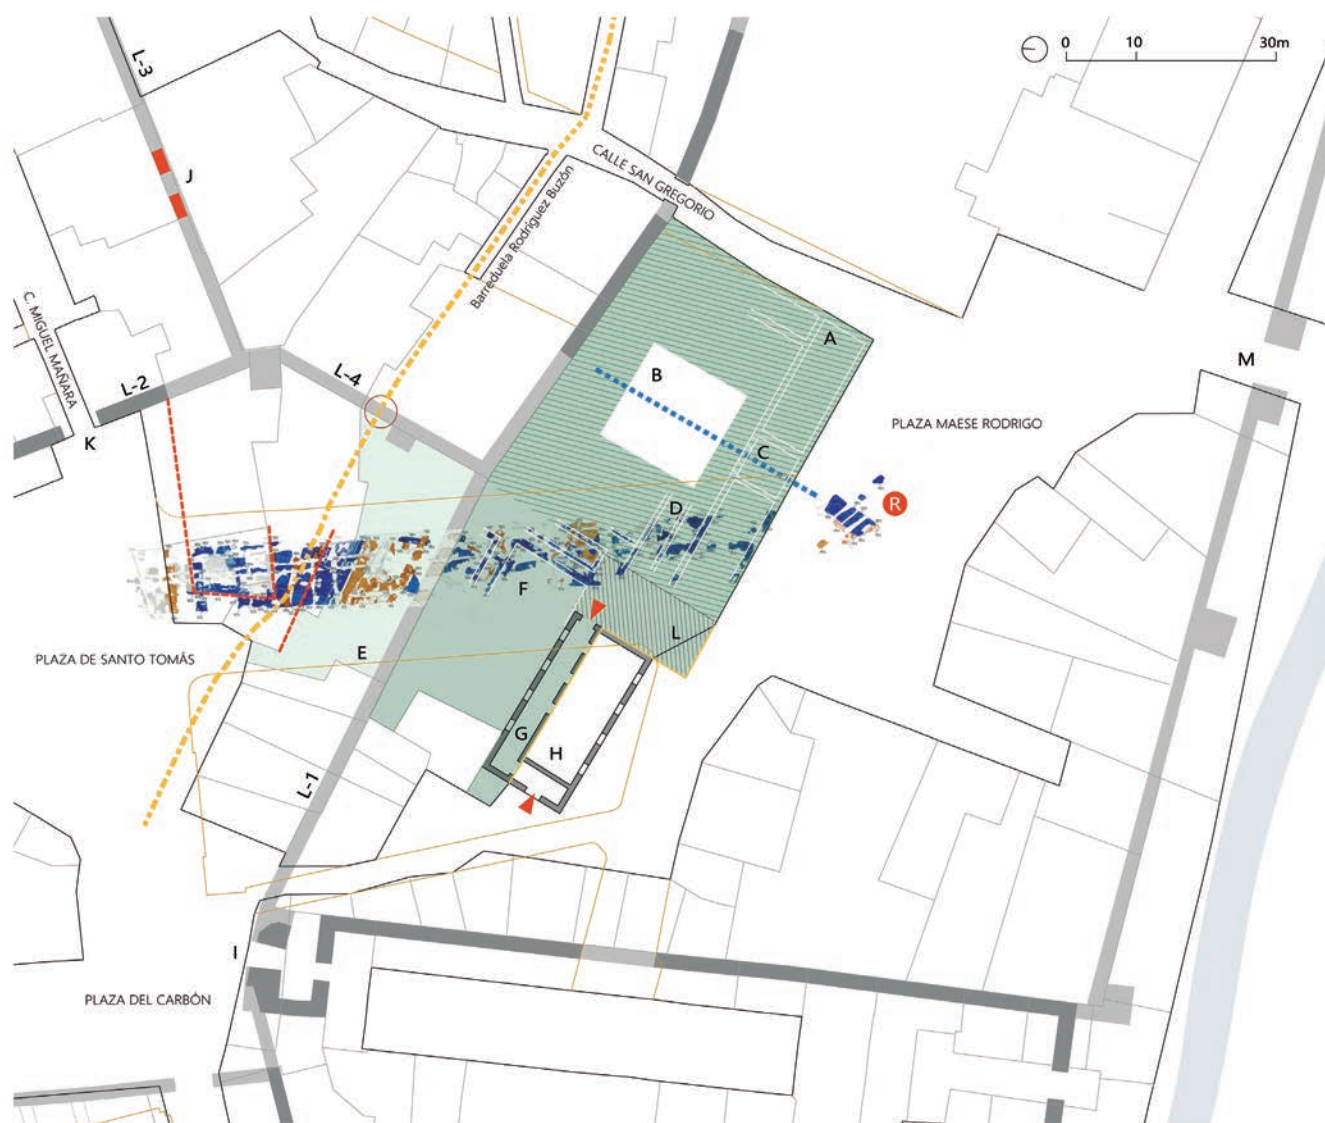 0 10 30m
L-3
J
CALLE SAN GREGORIO
Barreduela Rodríguez Buzón
C. MIGUEL MAÑARA
A
M
B
L-2
L-4
PLAZA MAESE RODRIGO
K
C
D
R
F
L
E
PLAZA DE SANTO TOMÁS
G
H
L-1
I
PLAZA DEL CARBÓN